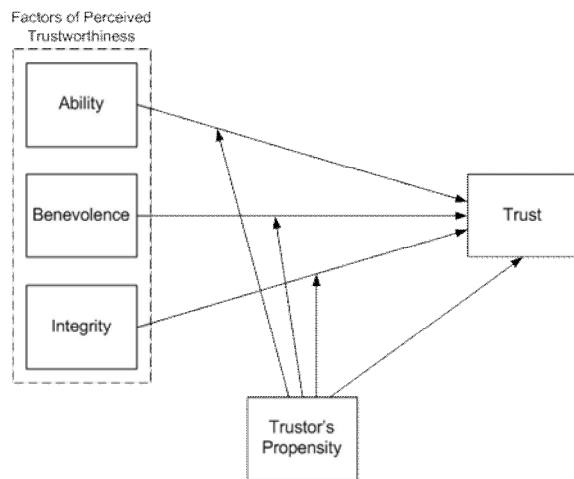 Factors of Perceived
Trustworthiness
Ability
Benevolence
Trust
Integrity
Trustor's
Propensity